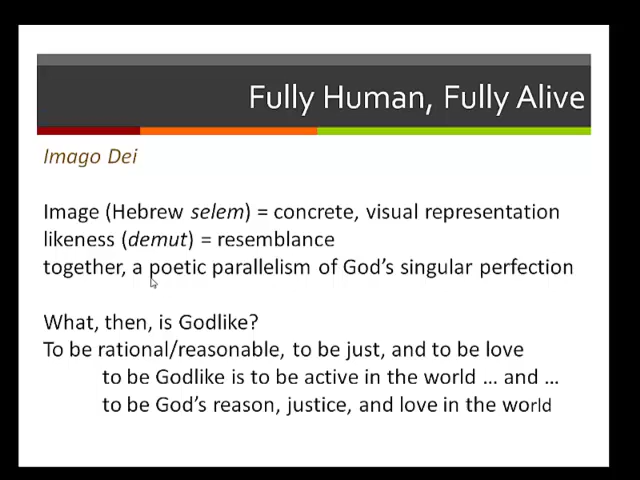 Fully Human, Fully Alive
Imago Dei
Image (Hebrew selem) = concrete, visual representation
likeness (demut) = resemblance
together, a poetic parallelism of God's singular perfection
What, then, is Godlike?
To be rational/reasonable, to be just, and to be love
to be Godlike is to be active in the world … and …
to be God's reason, justice, and love in the world